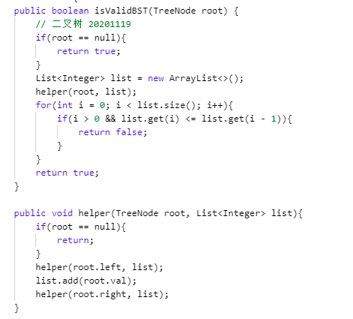 public boolean isValidBST(TreeNode root) {
    // 二叉树 20201119
    if(root == null){
        return true;
    }
    List<Integer> list = new ArrayList<>();
    helper(root, list);
    for(int i = 0; i < list.size(); i++){
        if(i > 0 && list.get(i) <= list.get(i - 1)){
            return false;
        }
    }
    return true;
}

public void helper(TreeNode root, List<Integer> list){
    if(root == null){
        return;
    }
    helper(root.left, list);
    list.add(root.val);
    helper(root.right, list);
}